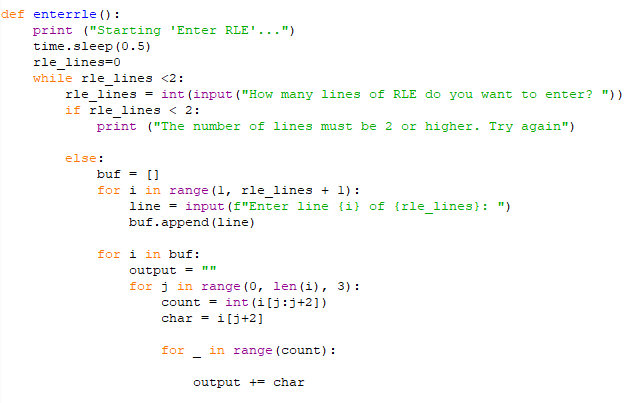 def enterrle():
    print ("Starting 'Enter RLE'...")
    time.sleep(0.5)
    rle_lines=0
    while rle_lines <2:
        rle_lines = int(input("How many lines of RLE do you want to enter? "))
        if rle_lines < 2:
            print ("The number of lines must be 2 or higher. Try again")

        else:
            buf = []
            for i in range(1, rle_lines + 1):
                line = input(f"Enter line {i} of {rle_lines}: ")
                buf.append(line)

            for i in buf:
                output = ""
                for j in range(0, len(i), 3):
                    count = int(i[j:j+2])
                    char = i[j+2]

                    for _ in range(count):

                        output += char